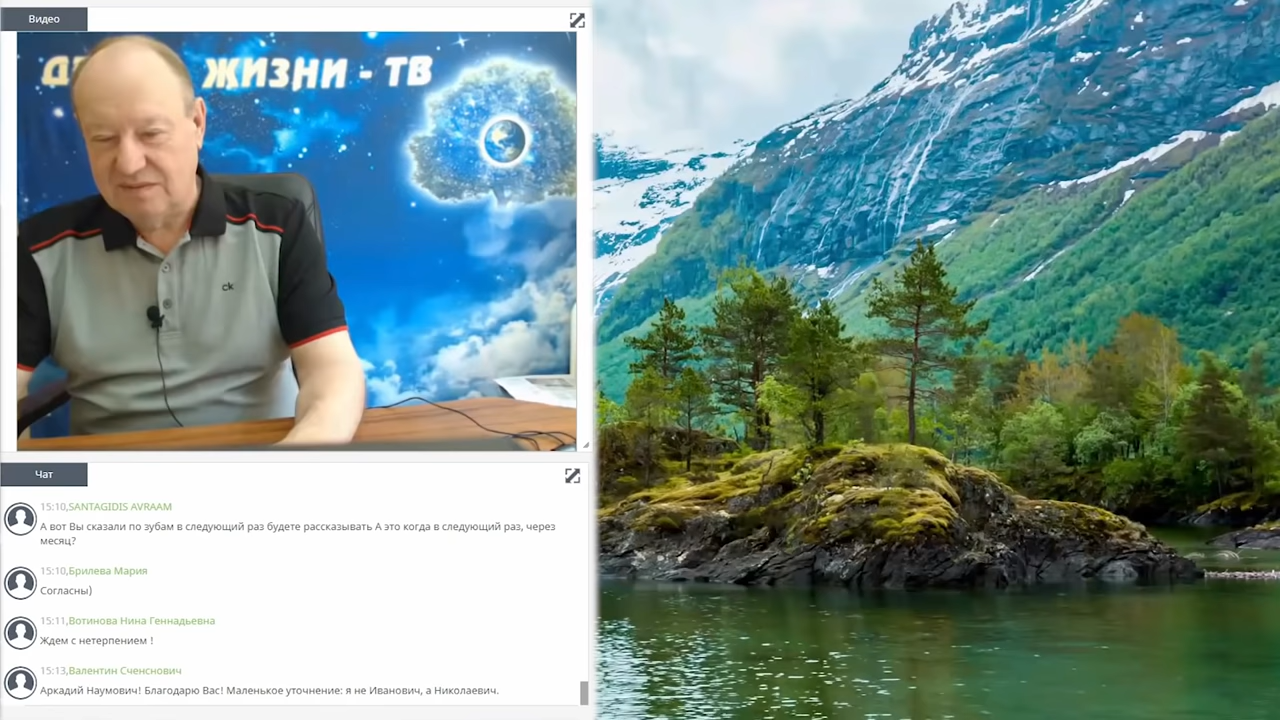 Видео
ЖИЗНИ - ТВ
ck
Чат
15:10,SANTAGIDIS AVRAAM
А вот Вы сказали по зубам в следующий раз будете рассказывать А это когда в следующий раз, через
месяц?
15:10,Брилева Мария
Согласны)
15:11,Вотинова Нина Геннадьевна
Ждем с нетерпением !
15:13,Валентин Сченснович
Аркадий Наумович! Благодарю Вас! Маленькое уточнение: я не Иванович, а Николаевич.